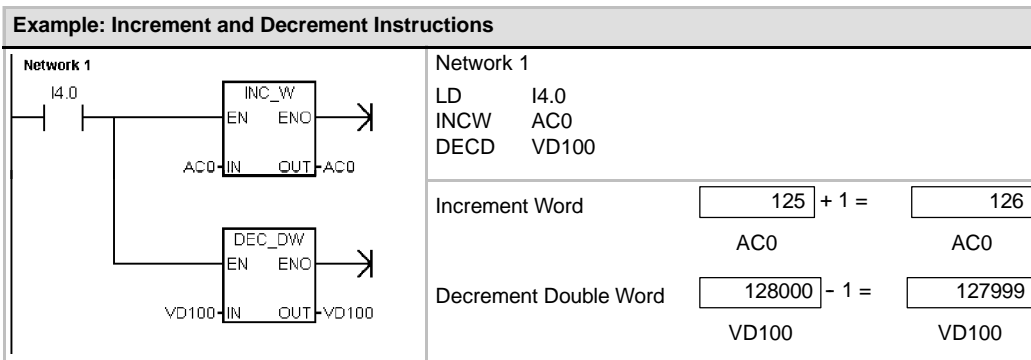 Example: Increment and Decrement Instructions
Network 1
I4.0
INC_W
EN ENO
AC0 IN OUT AC0
DEC_DW
EN ENO
VD100 IN OUT VD100
Network 1
LD I4.0
INCW AC0
DECD VD100
Increment Word 125 + 1 = 126
AC0 AC0
Decrement Double Word 128000 - 1 = 127999
VD100 VD100